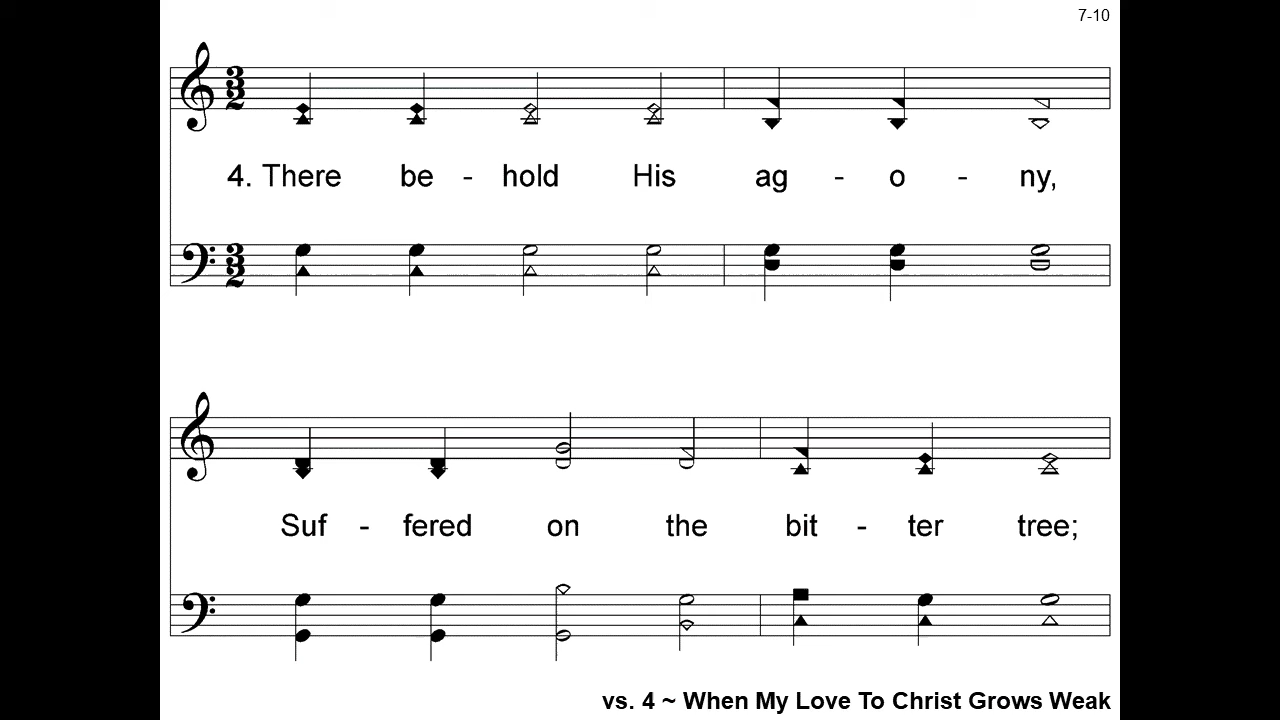 7-10
4. There be - hold His ag - o - ny,
Suf - fered on the bit - ter tree;
vs. 4 ~ When My Love To Christ Grows Weak